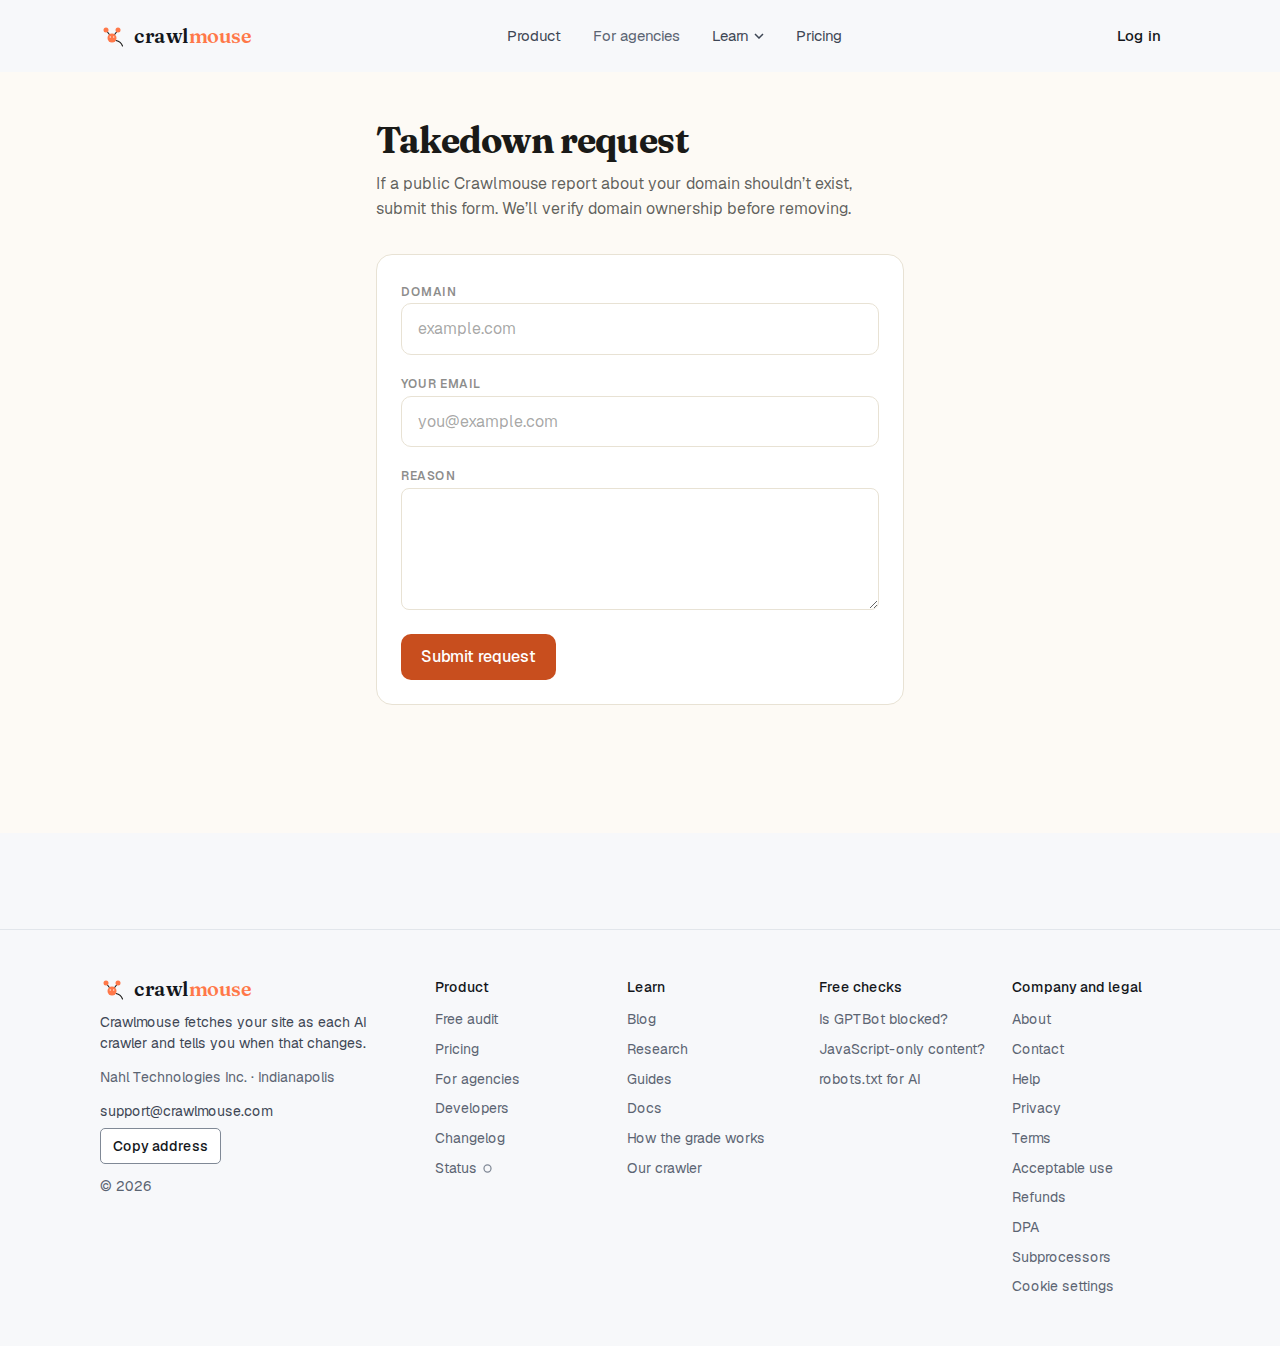 crawlmouse
Product
For agencies
Learn
Pricing
Log in
Takedown request
If a public Crawlmouse report about your domain shouldn’t exist,
submit this form. We’ll verify domain ownership before removing.
DOMAIN
example.com
YOUR EMAIL
you@example.com
REASON
Submit request
crawlmouse
Crawlmouse fetches your site as each AI
crawler and tells you when that changes.
Nahl Technologies Inc. · Indianapolis
support@crawlmouse.com
Copy address
© 2026
Product
Free audit
Pricing
For agencies
Developers
Changelog
Status
Learn
Blog
Research
Guides
Docs
How the grade works
Our crawler
Free checks
Is GPTBot blocked?
JavaScript-only content?
robots.txt for AI
Company and legal
About
Contact
Help
Privacy
Terms
Acceptable use
Refunds
DPA
Subprocessors
Cookie settings